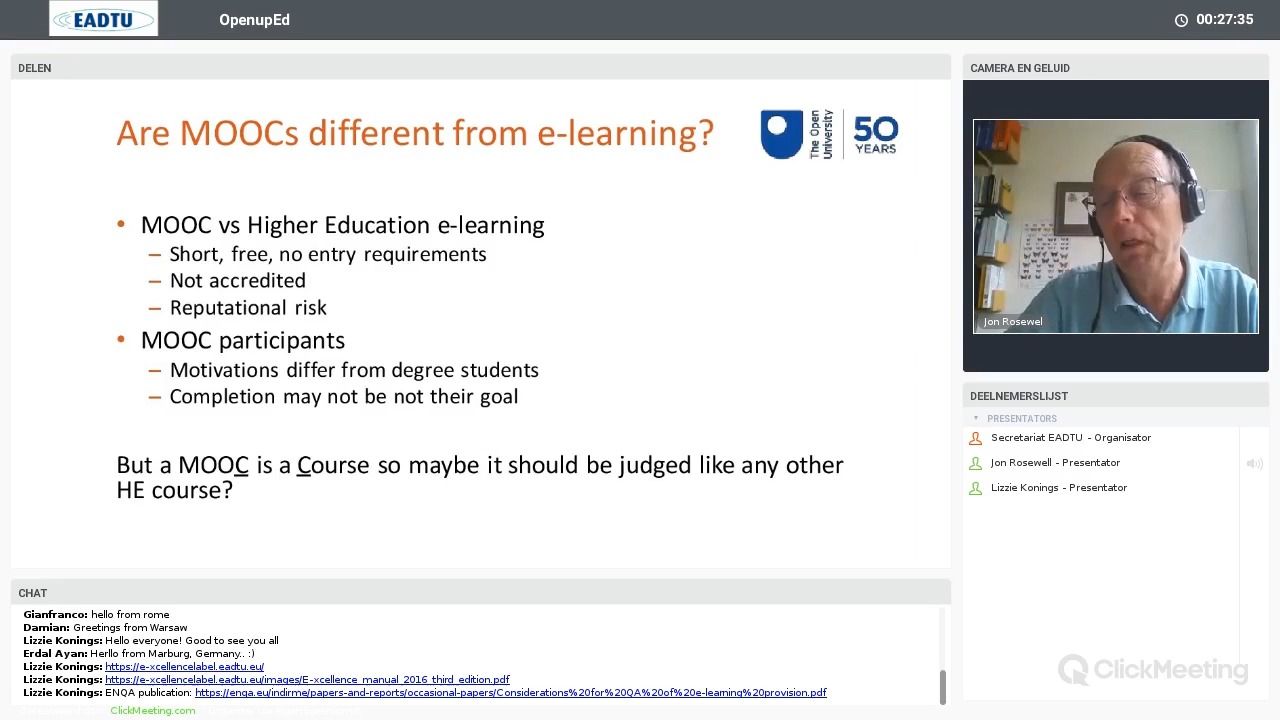 EADTU
OpenupEd
00:27:35
DELEN
Are MOOCs different from e-learning?
The Open
University
50
YEARS
• MOOC vs Higher Education e-learning
– Short, free, no entry requirements
– Not accredited
– Reputational risk
• MOOC participants
– Motivations differ from degree students
– Completion may not be not their goal
But a MOOC is a Course so maybe it should be judged like any other
HE course?
CAMERA EN GELUID
Jon Rosewel
DEELNEMERSLIJST
PRESENTATORS
Secretariat EADTU - Organisator
Jon Rosewell - Presentator
Lizzie Konings - Presentator
CHAT
Gianfranco: hello from rome
Damian: Greetings from Warsaw
Lizzie Konings: Hello everyone! Good to see you all
Erdal Ayan: Herllo from Marburg, Germany.. :)
Lizzie Konings: https://e-xcellencelabel.eadtu.eu/
Lizzie Konings: https://e-xcellencelabel.eadtu.eu/images/E-xcellence_manual_2016_third_edition.pdf
Lizzie Konings: ENQA publication: https://enqa.eu/indirme/papers-and-reports/occasional-papers/Considerations%20for%20QA%20of%20e-learning%20provision.pdf
ClickMeeting.com
ClickMeeting